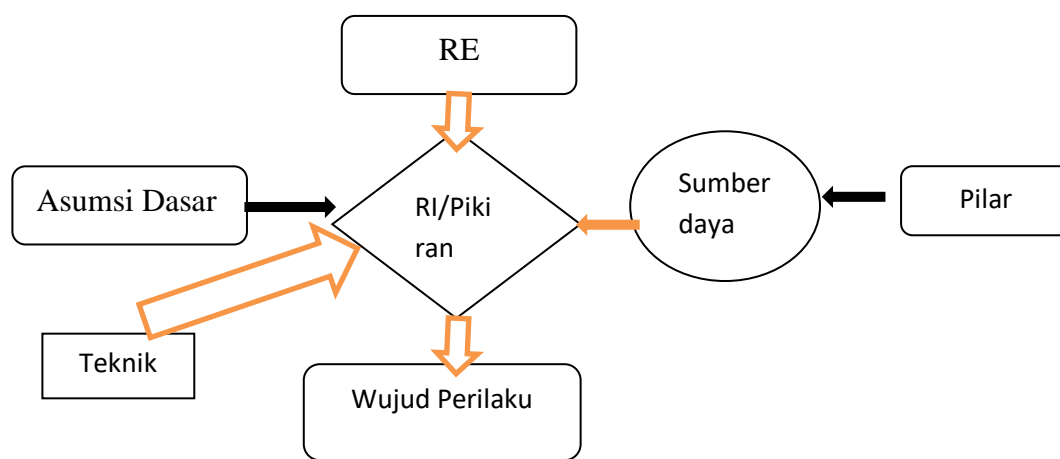 RE
Asumsi Dasar
RI/Piki
ran
Sumber
daya
Pilar
Teknik
Wujud Perilaku